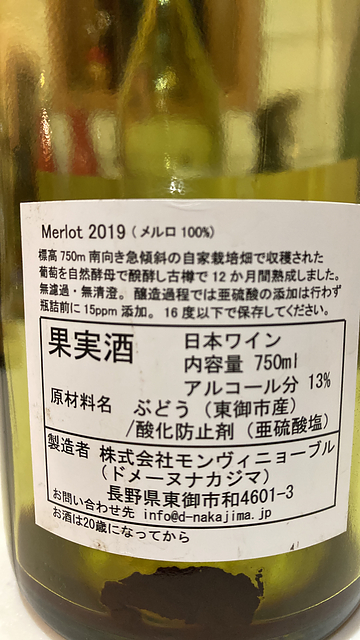 Merlot 2019 (メルロ 100%)
標高 750m 南向き急傾斜の自家栽培畑で収穫された
葡萄を自然酵母で醗酵し古樽で 12 か月間熟成しました。
無濾過・無清澄。醸造過程では亜硫酸の添加は行わず
瓶詰前に 15ppm 添加。 16 度以下で保存してください。
果実酒
日本ワイン
内容量 750ml
アルコール分 13%
原材料名 ぶどう（東御市産）
/酸化防止剤（亜硫酸塩）
製造者 株式会社モンヴィニョーブル
（ドメーヌナカジマ）
長野県東御市和4601-3
お問い合わせ先 info@d-nakajima.jp
お酒は20歳になってから